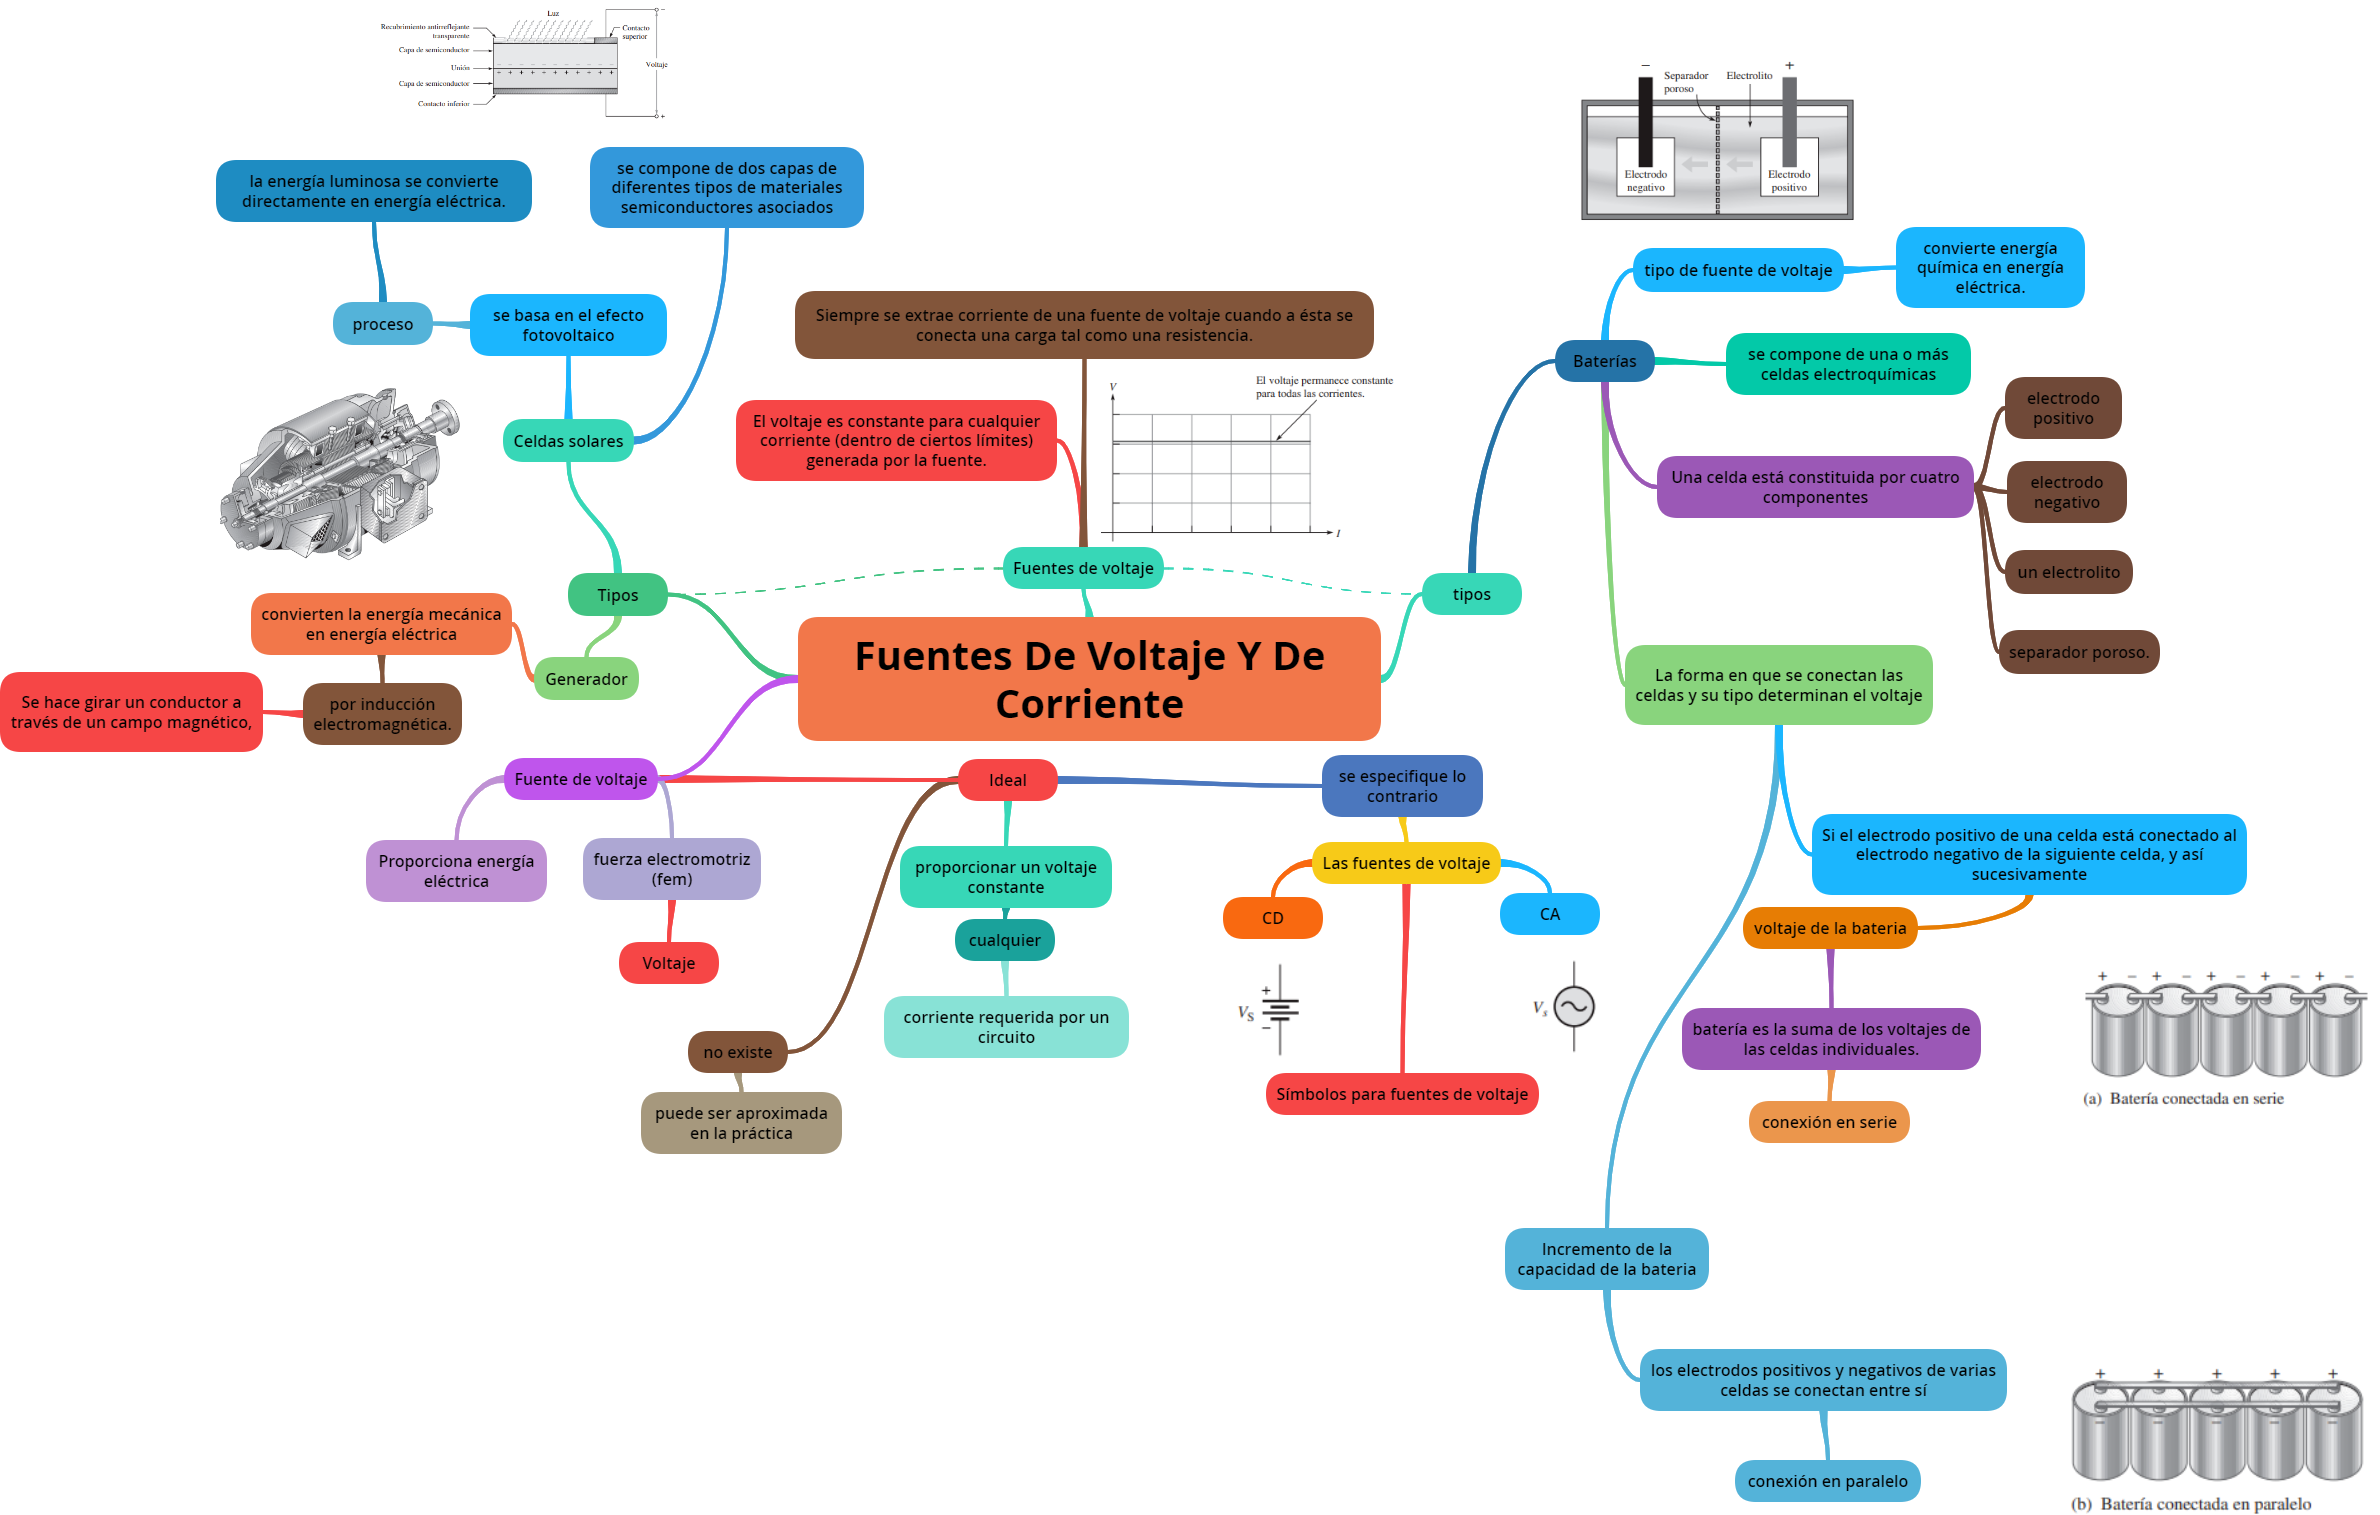 Luz
Recubrimiento antirreflejante
transparente
Capa de semiconductor
Unión
Capa de semiconductor
Contacto inferior
Contacto
superior
Voltaje
−
+
la energía luminosa se convierte
directamente en energía eléctrica.
se compone de dos capas de
diferentes tipos de materiales
semiconductores asociados
proceso
se basa en el efecto
fotovoltaico
Celdas solares
Siempre se extrae corriente de una fuente de voltaje cuando a ésta se
conecta una carga tal como una resistencia.
El voltaje es constante para cualquier
corriente (dentro de ciertos límites)
generada por la fuente.
V
El voltaje permanece constante
para todas las corrientes.
I
Fuentes de voltaje
Tipos
tipos
Fuentes De Voltaje Y De
Corriente
convierten la energía mecánica
en energía eléctrica
Generador
Se hace girar un conductor a
través de un campo magnético,
por inducción
electromagnética.
Fuente de voltaje
Proporciona energía
eléctrica
fuerza electromotriz
(fem)
Voltaje
Ideal
no existe
puede ser aproximada
en la práctica
proporcionar un voltaje
constante
cualquier
corriente requerida por un
circuito
se especifique lo
contrario
Las fuentes de voltaje
CD
CA
VS
+
−
Vs
Símbolos para fuentes de voltaje
−
Separador
poroso
Electrolito
+
Electrodo
negativo
Electrodo
positivo
Baterías
tipo de fuente de voltaje
convierte energía
química en energía
eléctrica.
se compone de una o más
celdas electroquímicas
Una celda está constituida por cuatro
componentes
electrodo
positivo
electrodo
negativo
un electrolito
separador poroso.
La forma en que se conectan las
celdas y su tipo determinan el voltaje
Si el electrodo positivo de una celda está conectado al
electrodo negativo de la siguiente celda, y así
sucesivamente
voltaje de la bateria
batería es la suma de los voltajes de
las celdas individuales.
conexión en serie
+ − + − + − + − + −
(a) Batería conectada en serie
Incremento de la
capacidad de la bateria
los electrodos positivos y negativos de varias
celdas se conectan entre sí
conexión en paralelo
+ + + + +
− − − − −
(b) Batería conectada en paralelo